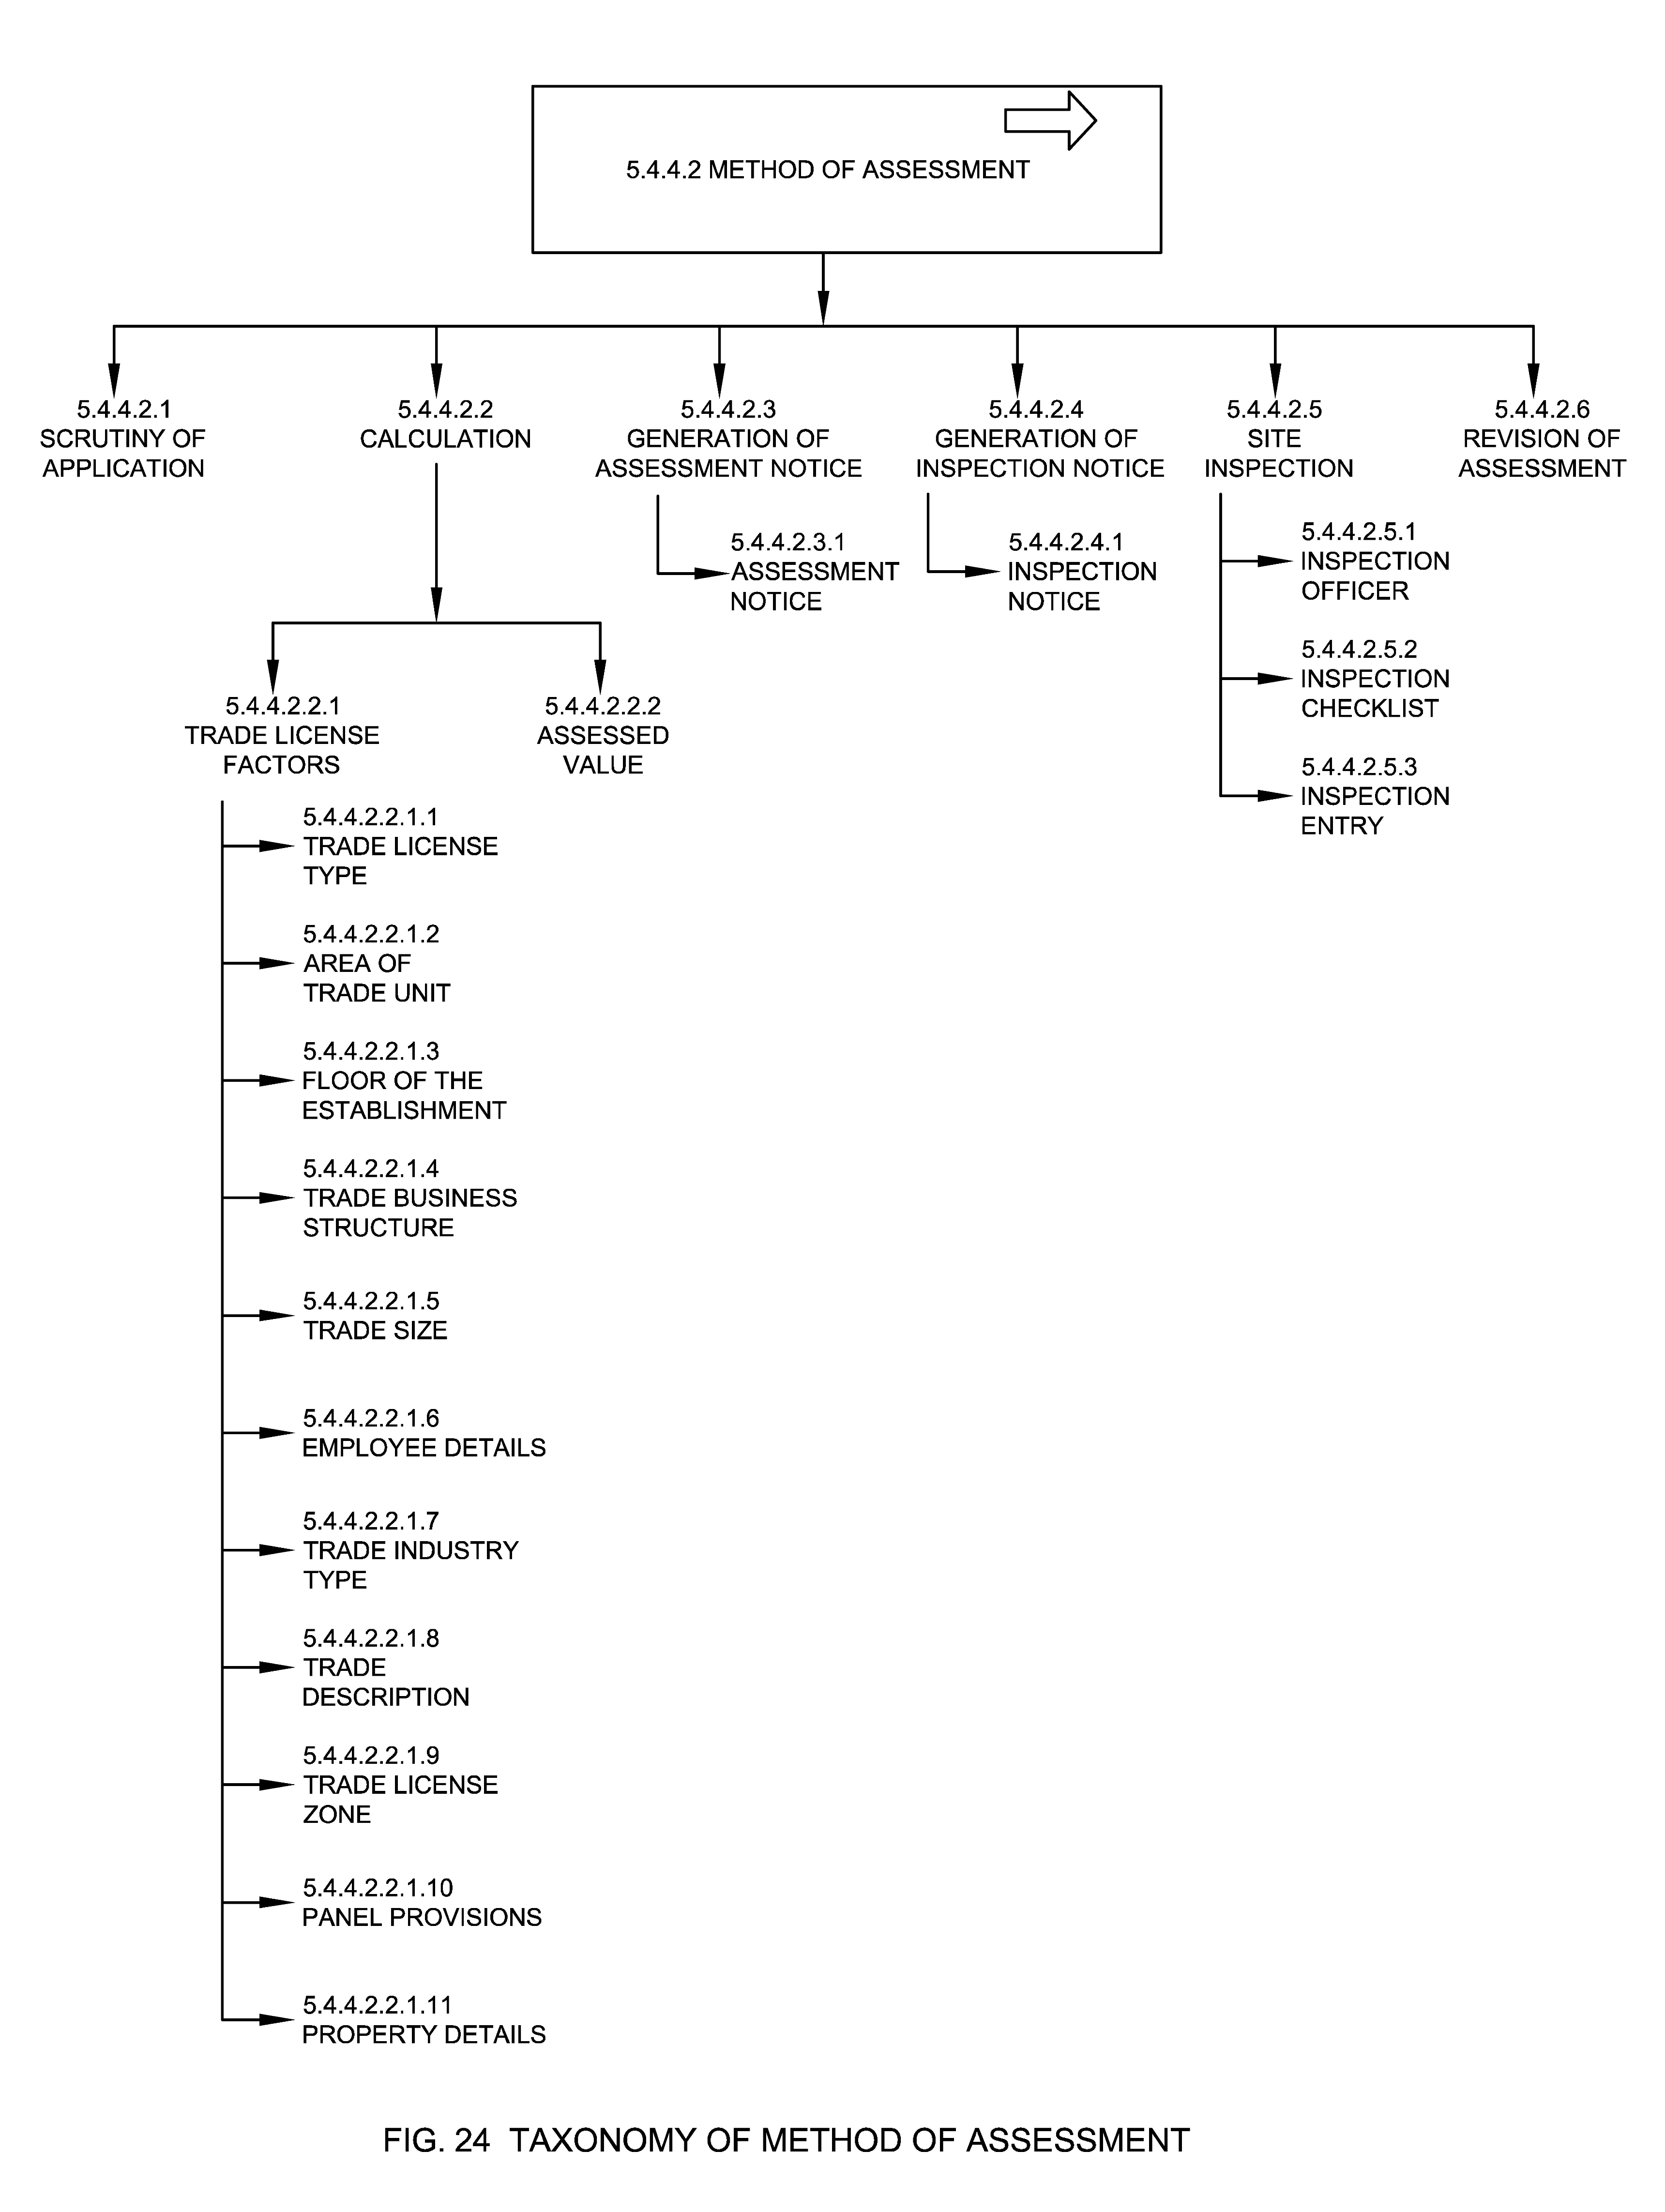 5.4.4.2 METHOD OF ASSESSMENT
5.4.4.2.1
SCRUTINY OF
APPLICATION
5.4.4.2.2
CALCULATION
5.4.4.2.3
GENERATION OF
ASSESSMENT NOTICE
5.4.4.2.4
GENERATION OF
INSPECTION NOTICE
5.4.4.2.5
SITE
INSPECTION
5.4.4.2.6
REVISION OF
ASSESSMENT
5.4.4.2.3.1
ASSESSMENT
NOTICE
5.4.4.2.4.1
INSPECTION
NOTICE
5.4.4.2.5.1
INSPECTION
OFFICER
5.4.4.2.5.2
INSPECTION
CHECKLIST
5.4.4.2.5.3
INSPECTION
ENTRY
5.4.4.2.2.1
TRADE LICENSE
FACTORS
5.4.4.2.2.2
ASSESSED
VALUE
5.4.4.2.2.1.1
TRADE LICENSE
TYPE
5.4.4.2.2.1.2
AREA OF
TRADE UNIT
5.4.4.2.2.1.3
FLOOR OF THE
ESTABLISHMENT
5.4.4.2.2.1.4
TRADE BUSINESS
STRUCTURE
5.4.4.2.2.1.5
TRADE SIZE
5.4.4.2.2.1.6
EMPLOYEE DETAILS
5.4.4.2.2.1.7
TRADE INDUSTRY
TYPE
5.4.4.2.2.1.8
TRADE
DESCRIPTION
5.4.4.2.2.1.9
TRADE LICENSE
ZONE
5.4.4.2.2.1.10
PANEL PROVISIONS
5.4.4.2.2.1.11
PROPERTY DETAILS
FIG. 24 TAXONOMY OF METHOD OF ASSESSMENT